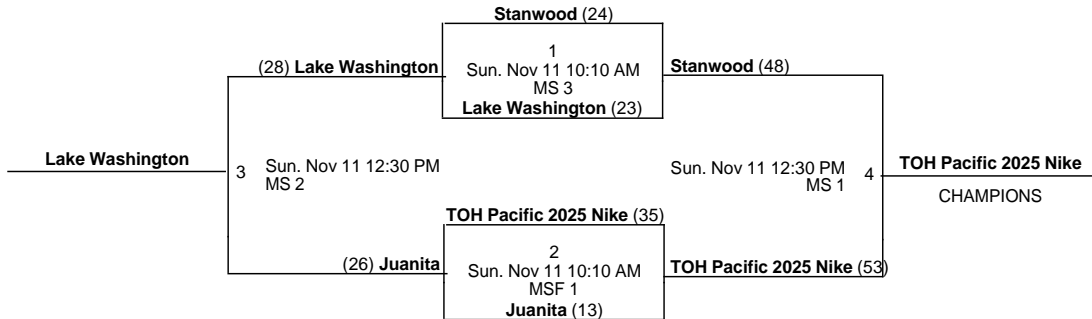 Stanwood (24)
1
(28) Lake Washington
Sun. Nov 11 10:10 AM
Stanwood (48)
MS 3
Lake Washington (23)
Lake Washington
3
Sun. Nov 11 12:30 PM
MS 2
Sun. Nov 11 12:30 PM
MS 1
4
TOH Pacific 2025 Nike
CHAMPIONS
TOH Pacific 2025 Nike (35)
2
(26) Juanita
Sun. Nov 11 10:10 AM
TOH Pacific 2025 Nike (53)
MSF 1
Juanita (13)